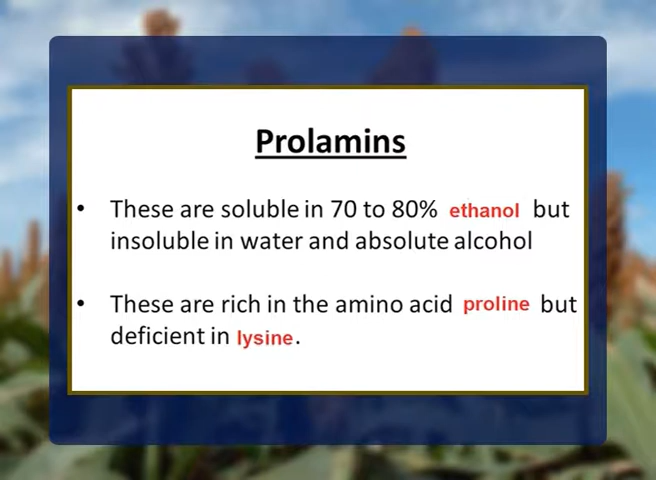 Prolamins
• These are soluble in 70 to 80% ethanol but
insoluble in water and absolute alcohol
• These are rich in the amino acid proline but
deficient in lysine.